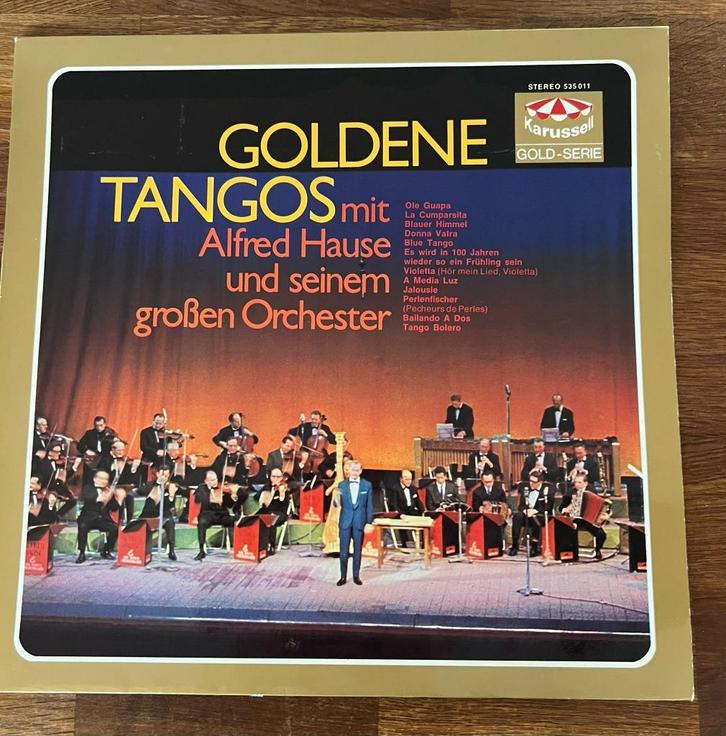 STEREO 535011
Karussell
GOLD-SERIE
GOLDENE
TANGOS mit
Alfred Hause
und seinem
großen Orchester
Ole Guapa
La Cumparsita
Blauer Himmel
Donna Vatra
Blue Tango
Es wird in 100 Jahren
wieder so ein Frühling sein
Violetta (Hör mein Lied, Violetta)
A Media Luz
Jalousie
Perlenfischer
(Pecheurs de Perles)
Bailando A Dos
Tango Bolero